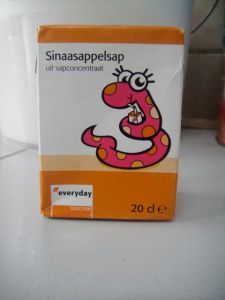 Sinaasappelsap
uit sapconcentraat
everyday
SELECTION
20 cl e